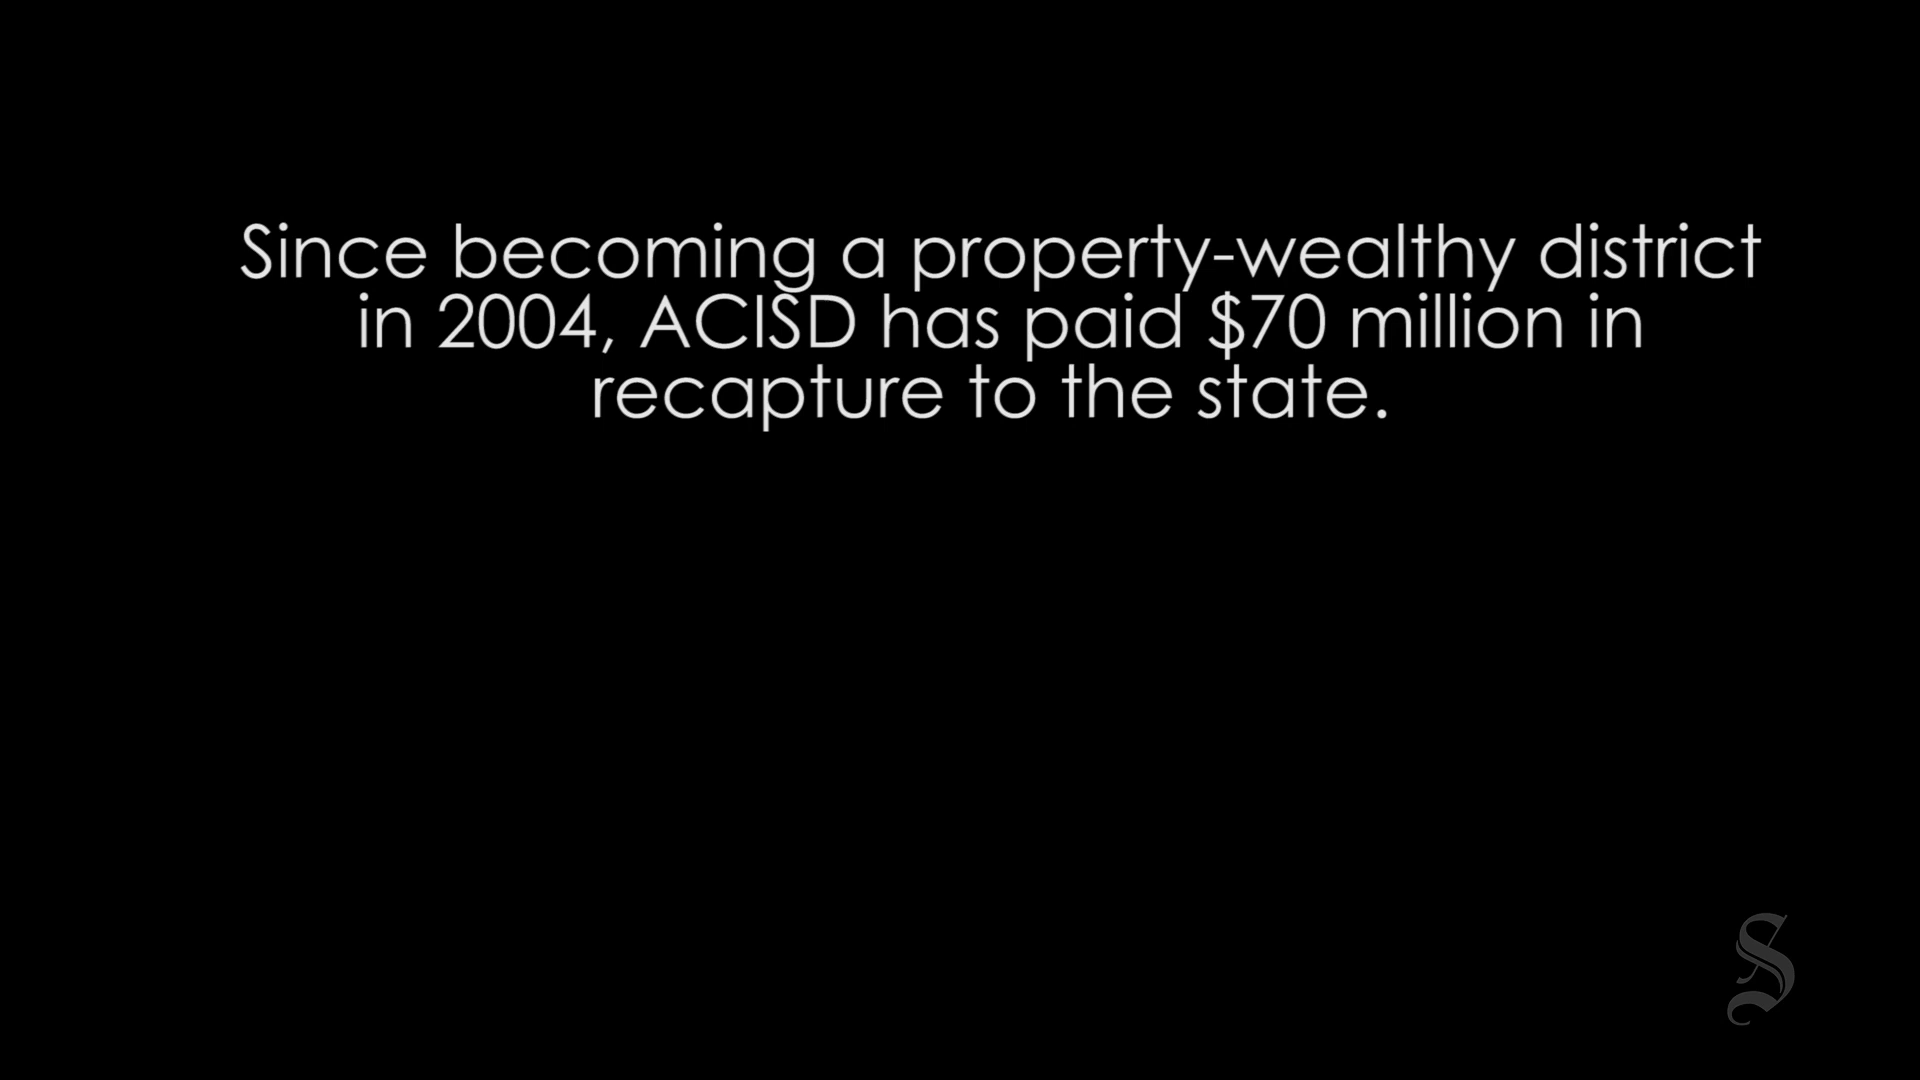 Since becoming a property-wealthy district
in 2004, ACISD has paid $70 million in
recapture to the state.
S